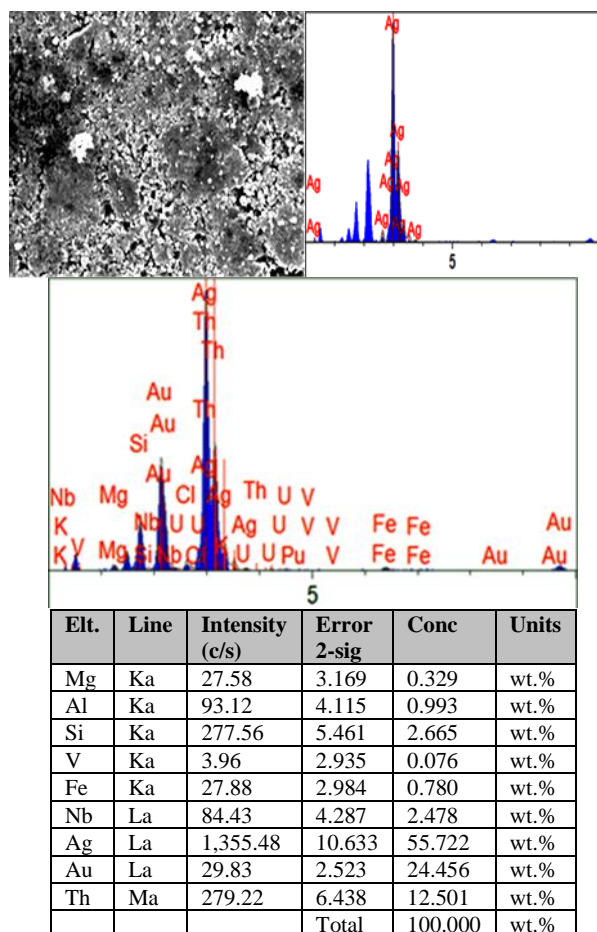 Ag
Ag
Ag
Ag
Ag Ag Ag
Ag Ag Ag Ag
5
Ag
Th
Th
Au
Th
Au
Si
Au Ag
Nb Mg Cl Ag Th U V
K Nb U U Ag U V V Fe Fe Au
K V Mg Si Nb Cl K U U Pu V Fe Fe Au Au
5
Elt. Line Intensity (c/s) Error 2-sig Conc Units
Mg Ka 27.58 3.169 0.329 wt.%
Al Ka 93.12 4.115 0.993 wt.%
Si Ka 277.56 5.461 2.665 wt.%
V Ka 3.96 2.935 0.076 wt.%
Fe Ka 27.88 2.984 0.780 wt.%
Nb La 84.43 4.287 2.478 wt.%
Ag La 1,355.48 10.633 55.722 wt.%
Au La 29.83 2.523 24.456 wt.%
Th Ma 279.22 6.438 12.501 wt.%
Total 100.000 wt.%